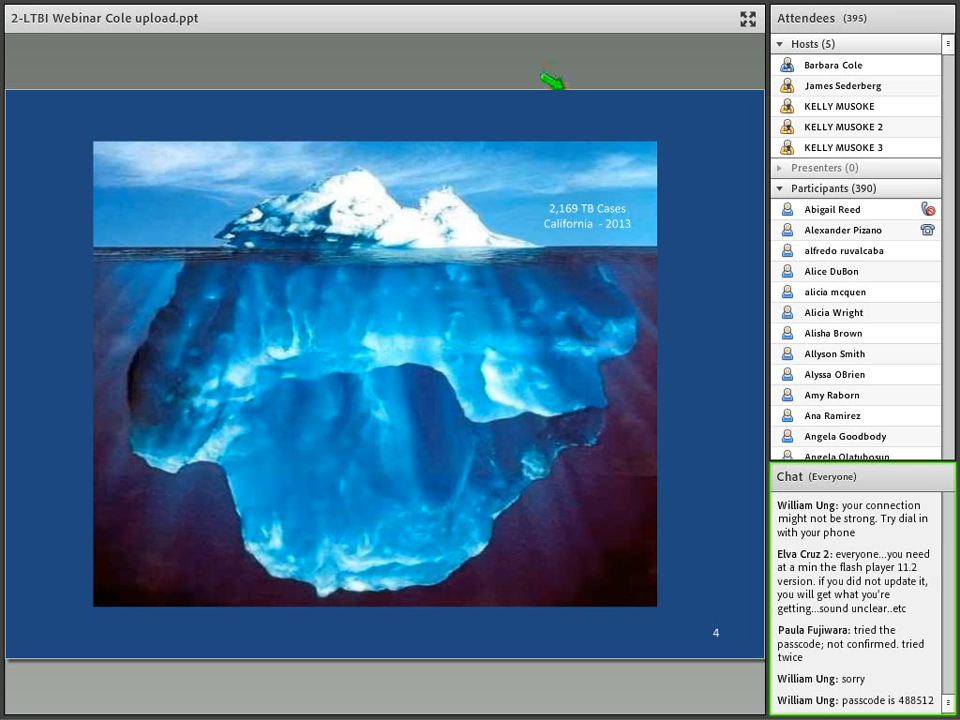 2-LTBI Webinar Cole upload.ppt
2,169 TB Cases
California - 2013
4
Attendees (395)
Hosts (5)
Barbara Cole
James Sederberg
KELLY MUSOKE
KELLY MUSOKE 2
KELLY MUSOKE 3
Presenters (0)
Participants (390)
Abigail Reed
Alexander Pizano
alfredo ruvalcaba
Alice DuBon
alicia mcquen
Alicia Wright
Alisha Brown
Allyson Smith
Alyssa OBrien
Amy Raborn
Ana Ramirez
Angela Goodbody
Angela Olatubosun
Chat (Everyone)
William Ung: your connection
might not be strong. Try dial in
with your phone
Elva Cruz 2: everyone...you need
at a min the flash player 11.2
version. if you did not update it,
you will get what you're
getting...sound unclear..etc
Paula Fujiwara: tried the
passcode; not confirmed. tried
twice
William Ung: sorry
William Ung: passcode is 488512